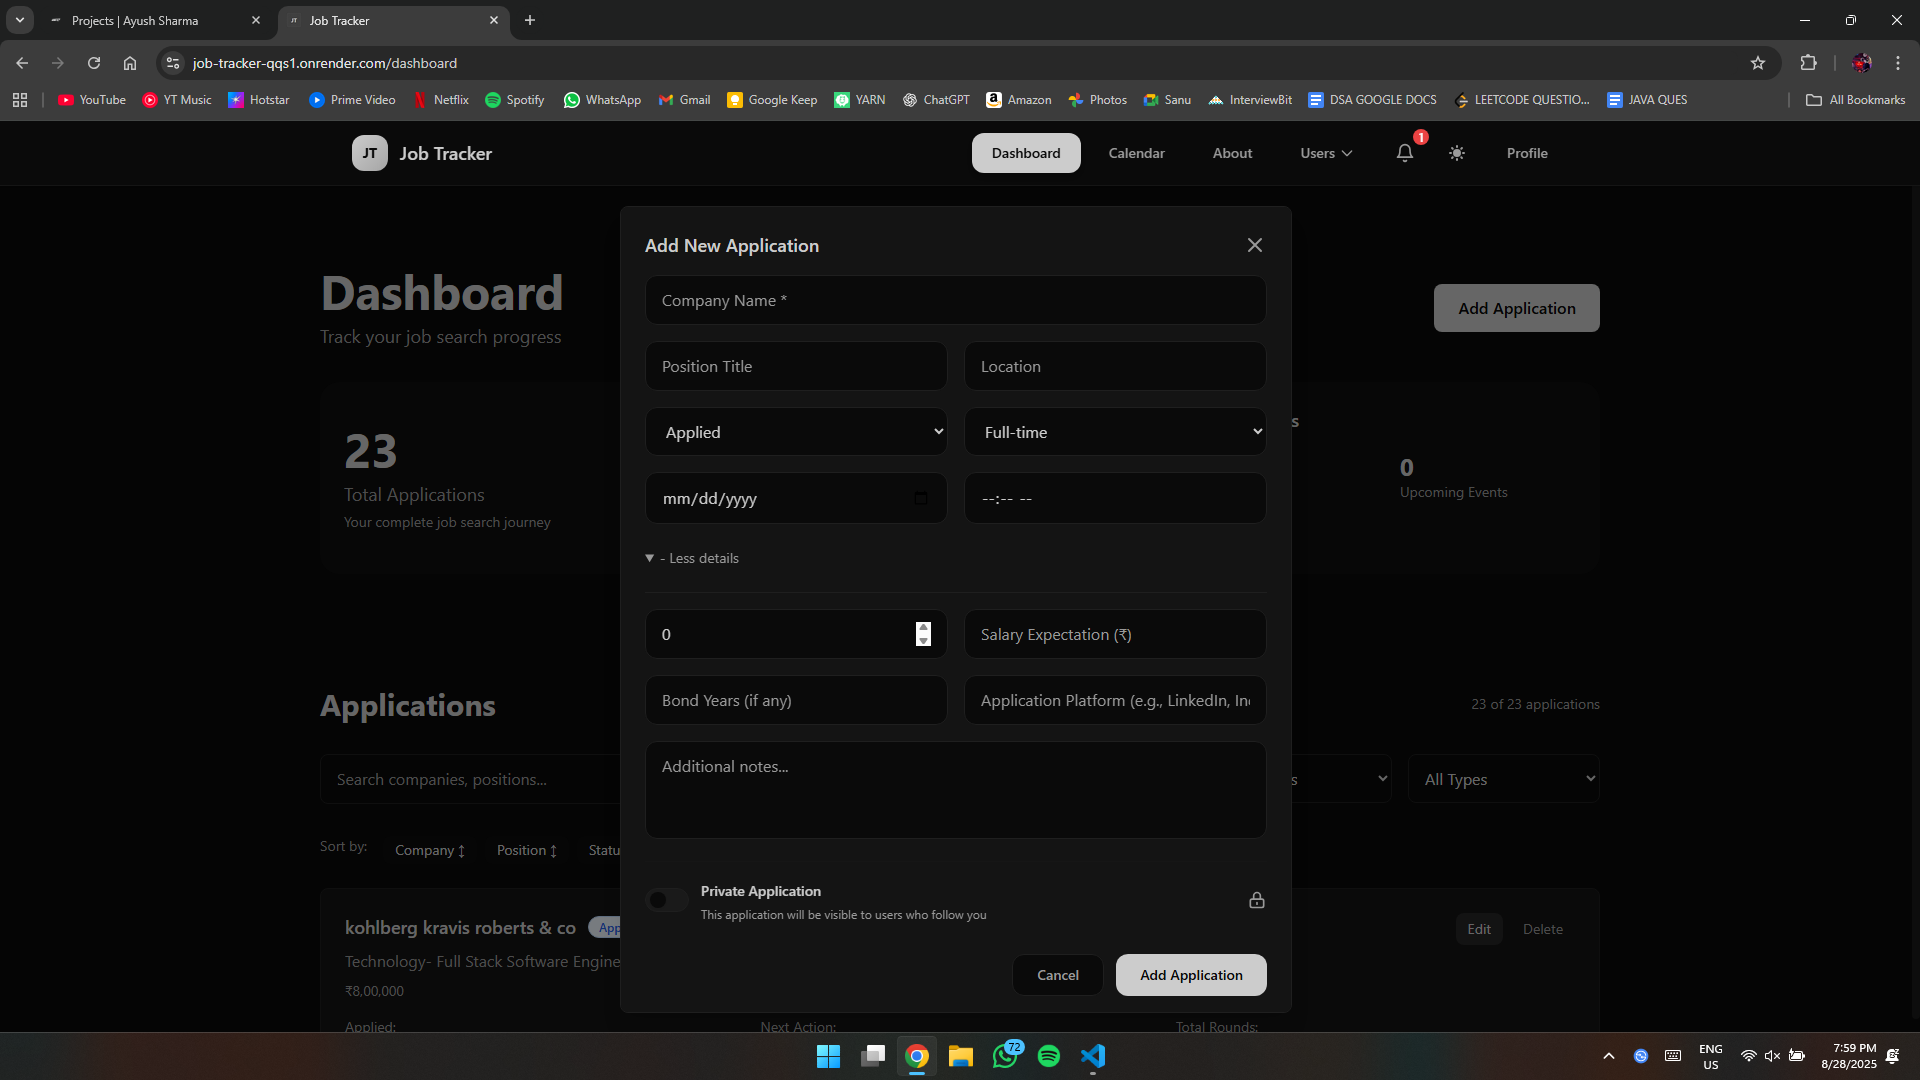 Projects | Ayush Sharma
JT Job Tracker
job-tracker-qqs1.onrender.com/dashboard
YouTube YT Music Hotstar Prime Video Netflix Spotify WhatsApp Gmail Google Keep YARN ChatGPT Amazon Photos Sanu InterviewBit DSA GOOGLE DOCS LEETCODE QUESTIO... JAVA QUES All Bookmarks
JT Job Tracker Dashboard Calendar About Users 1 Profile
Add New Application
Company Name *
Position Title Location
Applied Full-time
mm/dd/yyyy --:-- --
- Less details
0 Salary Expectation (₹)
Bond Years (if any) Application Platform (e.g., LinkedIn, In
Additional notes...
Private Application
This application will be visible to users who follow you
Cancel Add Application
Dashboard
Track your job search progress
Add Application
23
Total Applications
Your complete job search journey
s
0
Upcoming Events
Applications
23 of 23 applications
Search companies, positions...
s All Types
Sort by: Company Position Statu
kohlberg kravis roberts & co App
Edit Delete
Technology- Full Stack Software Engine
₹8,00,000
Applied: Next Action: Total Rounds:
72
ENG
US
7:59 PM
8/28/2025